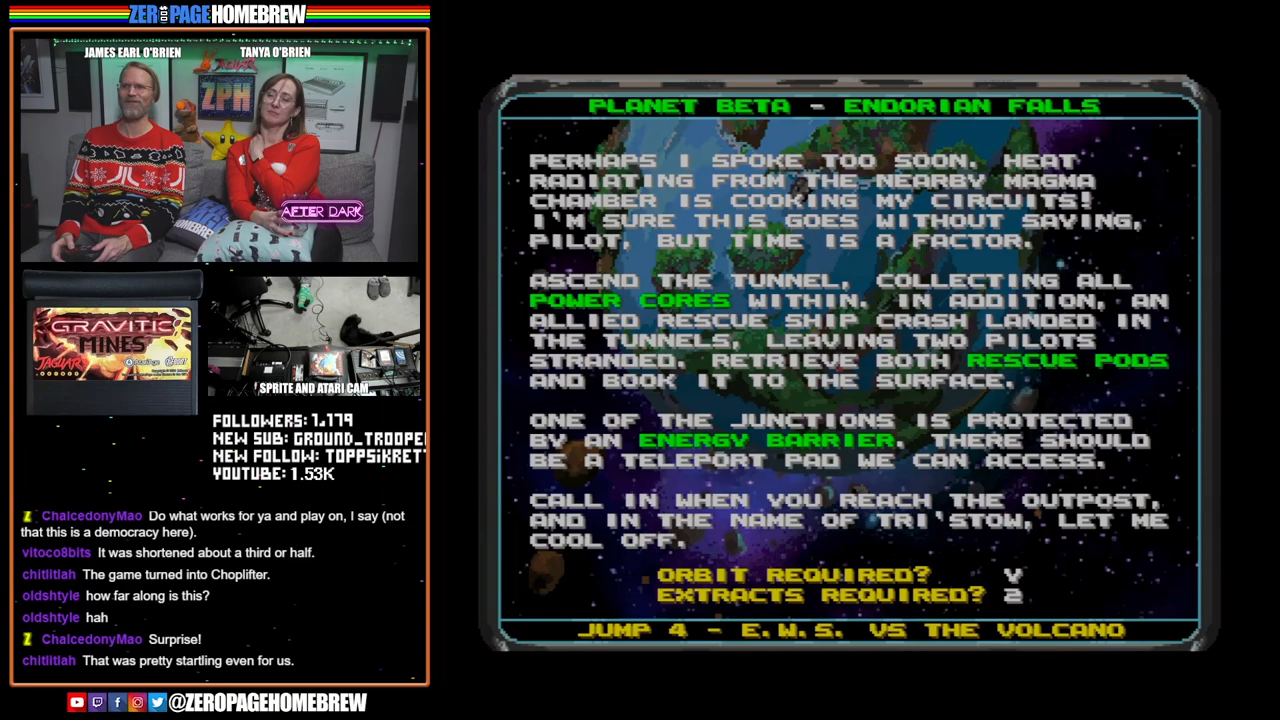 ZEROPAGE HOMEBREW
JAMES EARL O'BRIEN
TANYA O'BRIEN
ZPH
AFTER DARK
GRAVITIC
MINES
JAGUAR
SPRITE AND ATARI CAM
FOLLOWERS: 1,179
NEW SUB: GROUND_TROOPE
NEW FOLLOW: TOPPSIKRET
YOUTUBE: 1.53K
ChalcedonyMao Do what works for ya and play on, I say (not
that this is a democracy here).
vitoco8bits It was shortened about a third or half.
chitlitlah The game turned into Choplifter.
oldshtyle how far along is this?
oldshtyle hah
ChalcedonyMao Surprise!
chitlitlah That was pretty startling even for us.
@ZEROPAGEHOMEBREW
PLANET BETA - ENDORIAN FALLS
PERHAPS I SPOKE TOO SOON. HEAT
RADIATING FROM THE NEARBY MAGMA
CHAMBER IS COOKING MY CIRCUITS!
I'M SURE THIS GOES WITHOUT SAYING,
PILOT, BUT TIME IS A FACTOR.
ASCEND THE TUNNEL, COLLECTING ALL
POWER CORES WITHIN. IN ADDITION, AN
ALLIED RESCUE SHIP CRASH LANDED IN
THE TUNNELS, LEAVING TWO PILOTS
STRANDED. RETRIEVE BOTH RESCUE PODS
AND BOOK IT TO THE SURFACE.
ONE OF THE JUNCTIONS IS PROTECTED
BY AN ENERGY BARRIER. THERE SHOULD
BE A TELEPORT PAD WE CAN ACCESS.
CALL IN WHEN YOU REACH THE OUTPOST,
AND IN THE NAME OF TRI'STOW, LET ME
COOL OFF.
ORBIT REQUIRED? Y
EXTRACTS REQUIRED? 2
JUMP 4 - E.W.S. VS THE VOLCANO